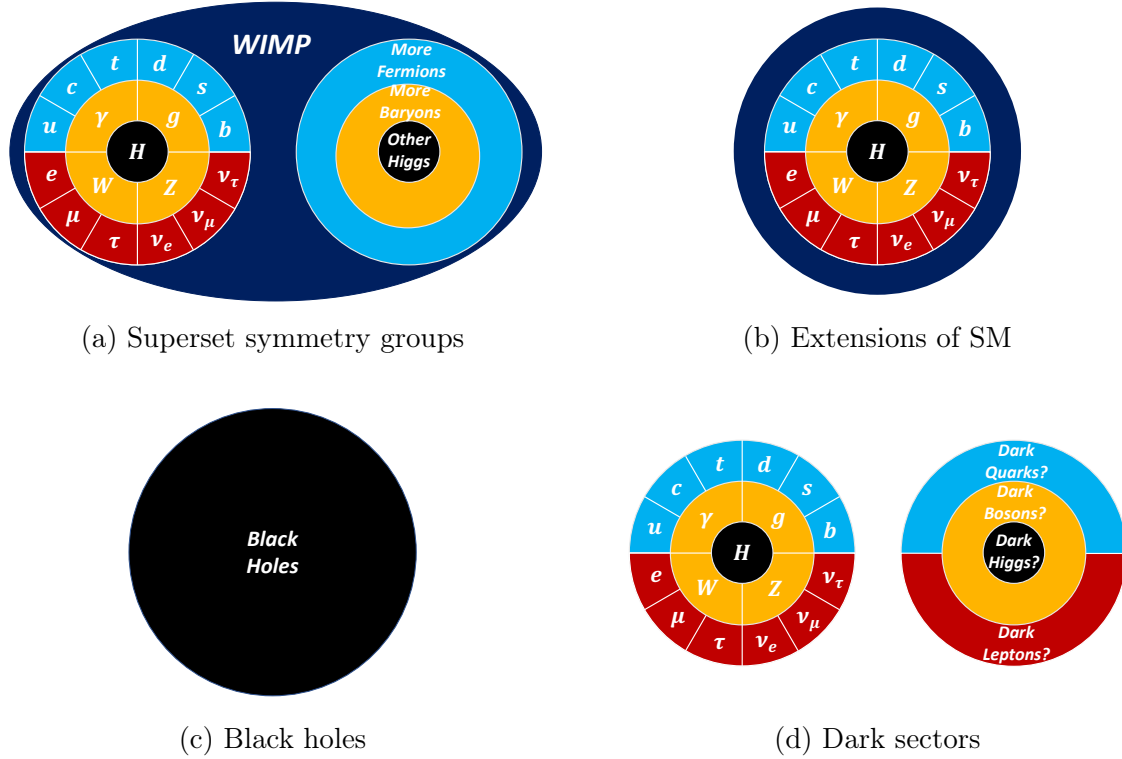 WIMP
t
d
c
s
u
b
γ
g
H
W
Z
e
ν_τ
μ
ν_μ
τ
ν_e
More
Fermions
More
Baryons
Other
Higgs
(a) Superset symmetry groups
t
d
c
s
u
b
γ
g
H
W
Z
e
ν_τ
μ
ν_μ
τ
ν_e
(b) Extensions of SM
Black
Holes
(c) Black holes
t
d
c
s
u
b
γ
g
H
W
Z
e
ν_τ
μ
ν_μ
τ
ν_e
Dark
Quarks?
Dark
Bosons?
Dark
Higgs?
Dark
Leptons?
(d) Dark sectors